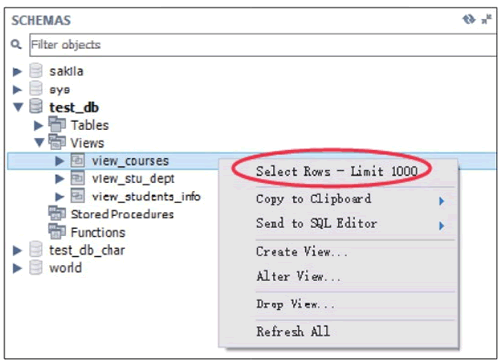 SCHEMAS
Filter objects
sakila
sys
test_db
Tables
Views
view_courses
view_stu_dept
view_students_info
Stored Procedures
Functions
test_db_char
world
Select Rows - Limit 1000
Copy to Clipboard
Send to SQL Editor
Create View...
Alter View...
Drop View...
Refresh All